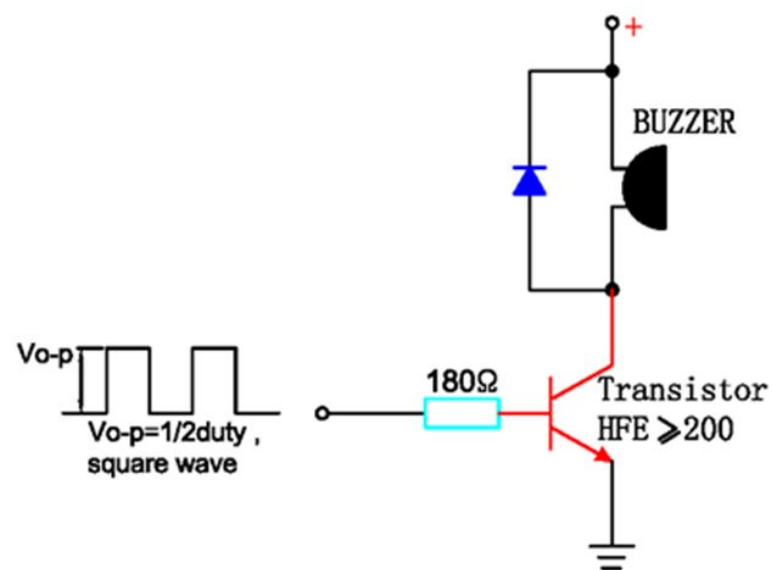 +
BUZZER
Vo-p
180Ω
Transistor
HFE ⩾200
Vo-p=1/2duty ,
square wave